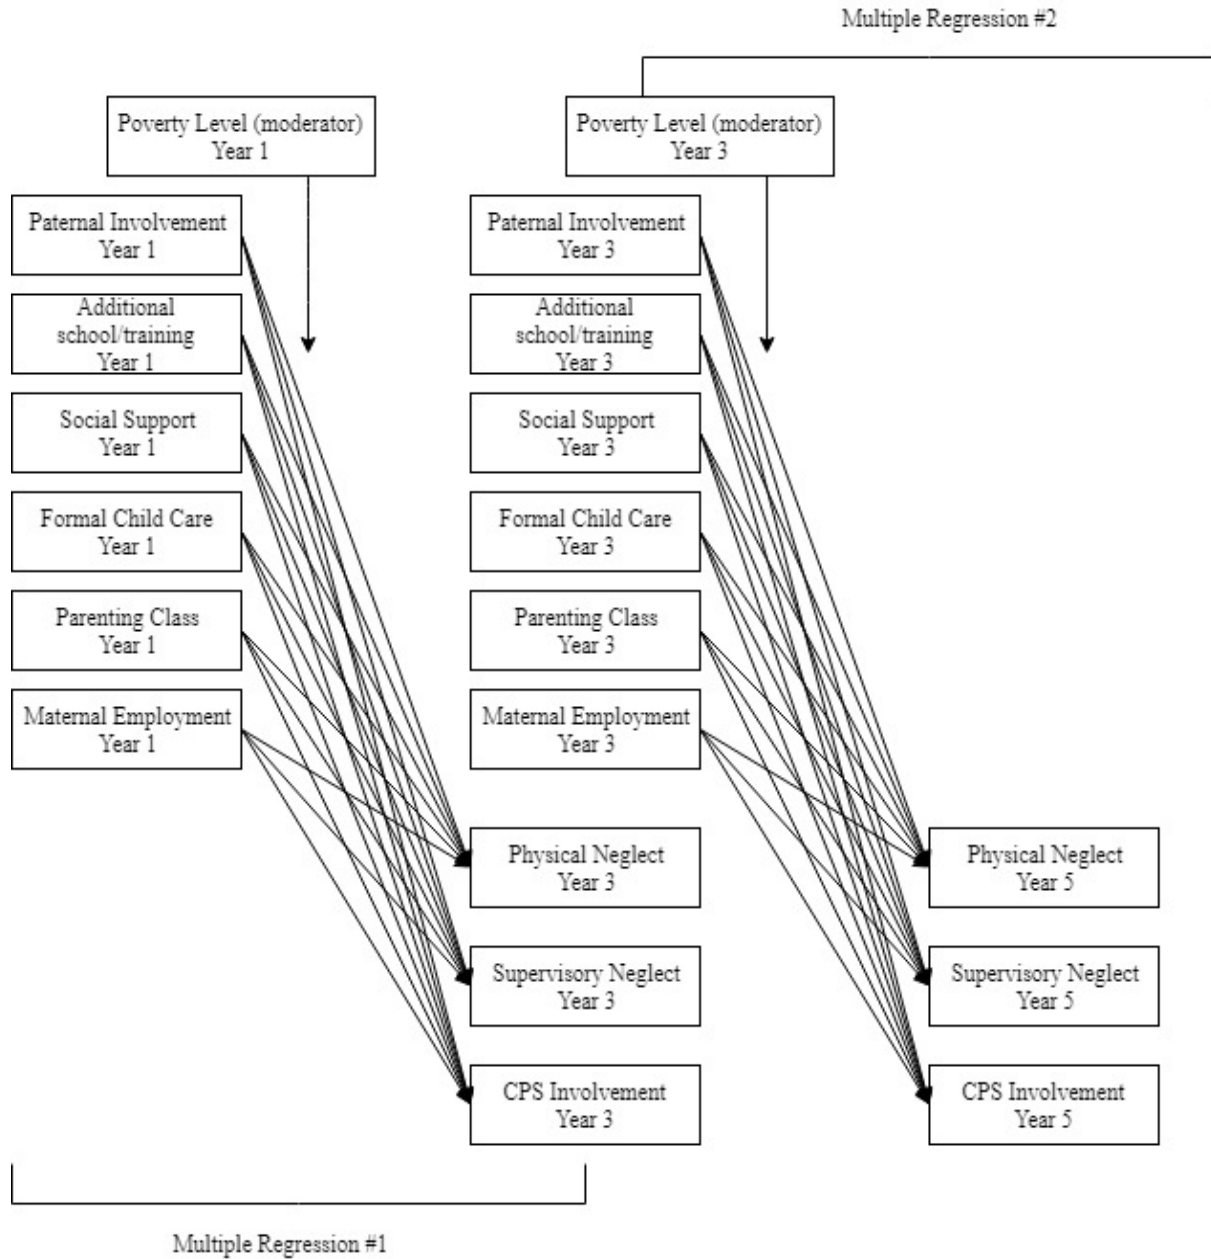 Multiple Regression #2
Poverty Level (moderator)
Year 1
Poverty Level (moderator)
Year 3
Paternal Involvement
Year 1
Paternal Involvement
Year 3
Additional
school/training
Year 1
Additional
school/training
Year 3
Social Support
Year 1
Social Support
Year 3
Formal Child Care
Year 1
Formal Child Care
Year 3
Parenting Class
Year 1
Parenting Class
Year 3
Maternal Employment
Year 1
Maternal Employment
Year 3
Physical Neglect
Year 3
Physical Neglect
Year 5
Supervisory Neglect
Year 3
Supervisory Neglect
Year 5
CPS Involvement
Year 3
CPS Involvement
Year 5
Multiple Regression #1